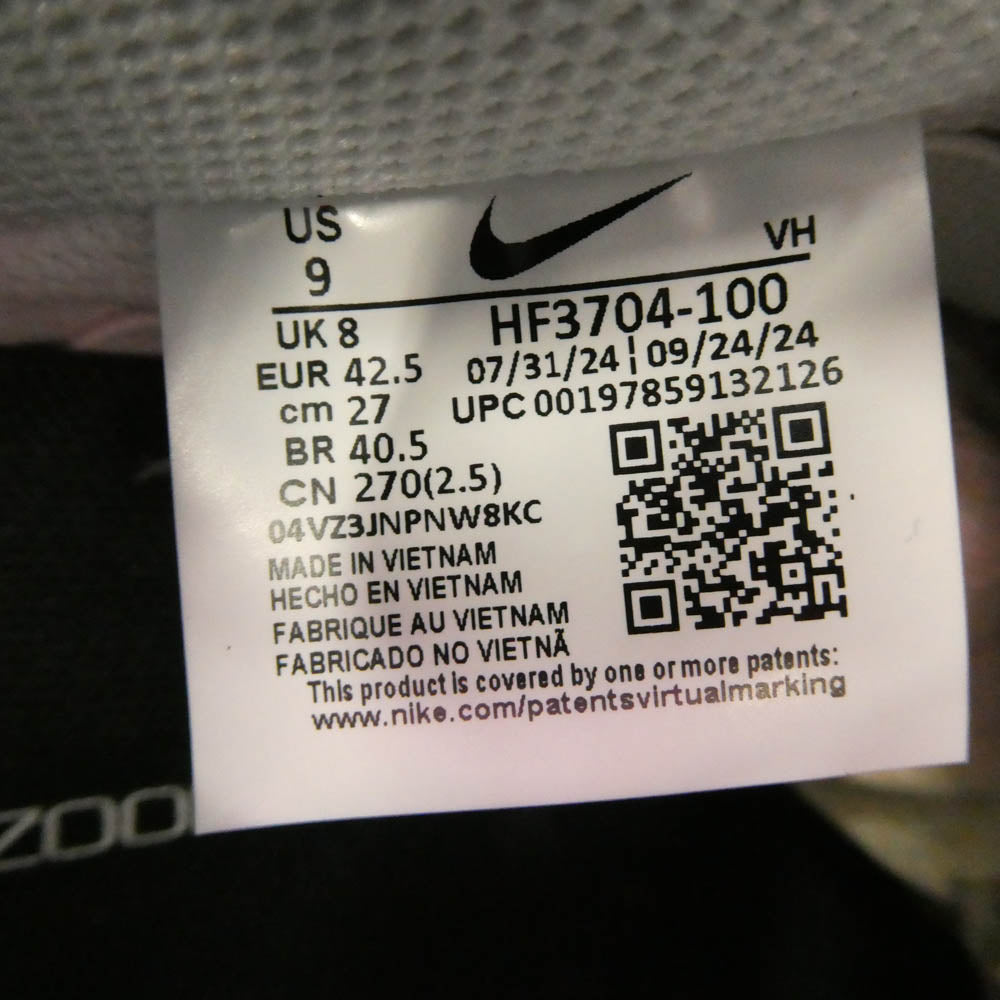 US
9
VH
UK 8
HF3704-100
EUR 42.5
07/31/24 ¦ 09/24/24
cm 27
UPC 00197859132126
BR 40.5
CN 270(2.5)
04VZ3JNPNW8KC
MADE IN VIETNAM
HECHO EN VIETNAM
FABRIQUE AU VIETNAM
FABRICADO NO VIETNÃ
This product is covered by one or more patents:
www.nike.com/patentsvirtualmarking
ZOO